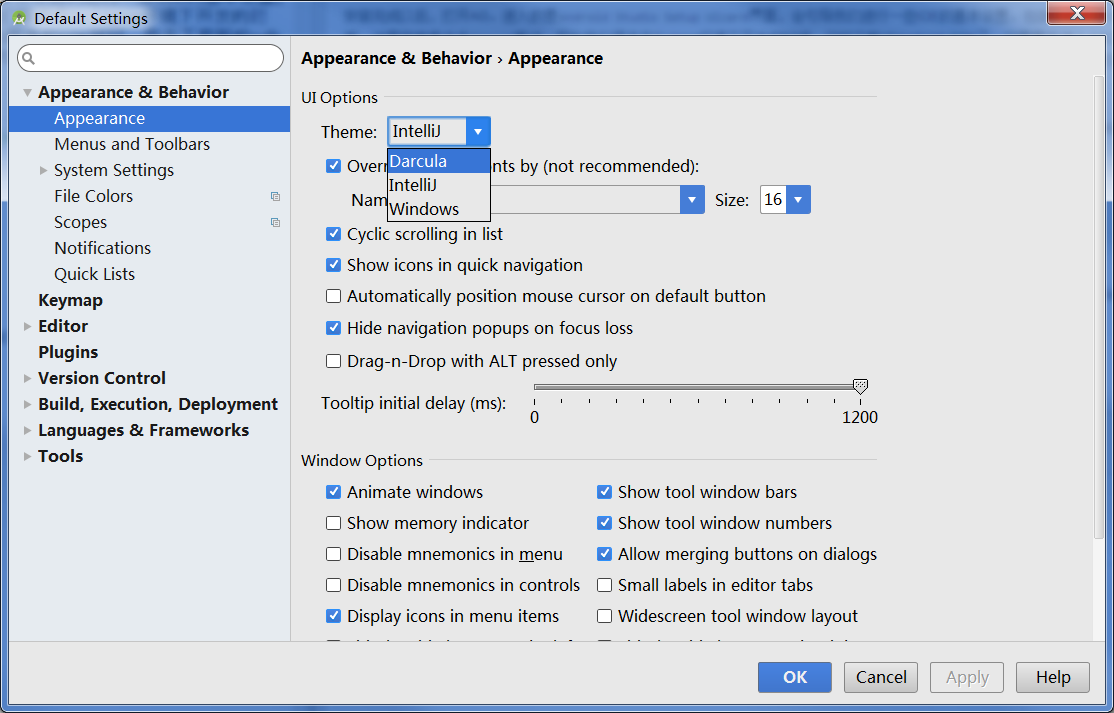 Default Settings
Appearance & Behavior
Appearance
Menus and Toolbars
System Settings
File Colors
Scopes
Notifications
Quick Lists
Keymap
Editor
Plugins
Version Control
Build, Execution, Deployment
Languages & Frameworks
Tools
Appearance & Behavior › Appearance
UI Options
Theme: IntelliJ
Darcula
IntelliJ
Windows
by (not recommended):
Size: 16
Cyclic scrolling in list
Show icons in quick navigation
Automatically position mouse cursor on default button
Hide navigation popups on focus loss
Drag-n-Drop with ALT pressed only
Tooltip initial delay (ms):
0 1200
Window Options
Animate windows Show tool window bars
Show memory indicator Show tool window numbers
Disable mnemonics in menu Allow merging buttons on dialogs
Disable mnemonics in controls Small labels in editor tabs
Display icons in menu items Widescreen tool window layout
OK Cancel Apply Help